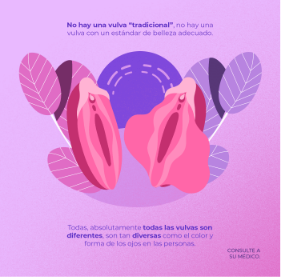 No hay una vulva “tradicional”, no hay una
vulva con un estándar de belleza adecuado.
Todas, absolutamente todas las vulvas son
diferentes, son tan diversas como el color y
forma de los ojos en las personas.
CONSULTE A
SU MÉDICO.